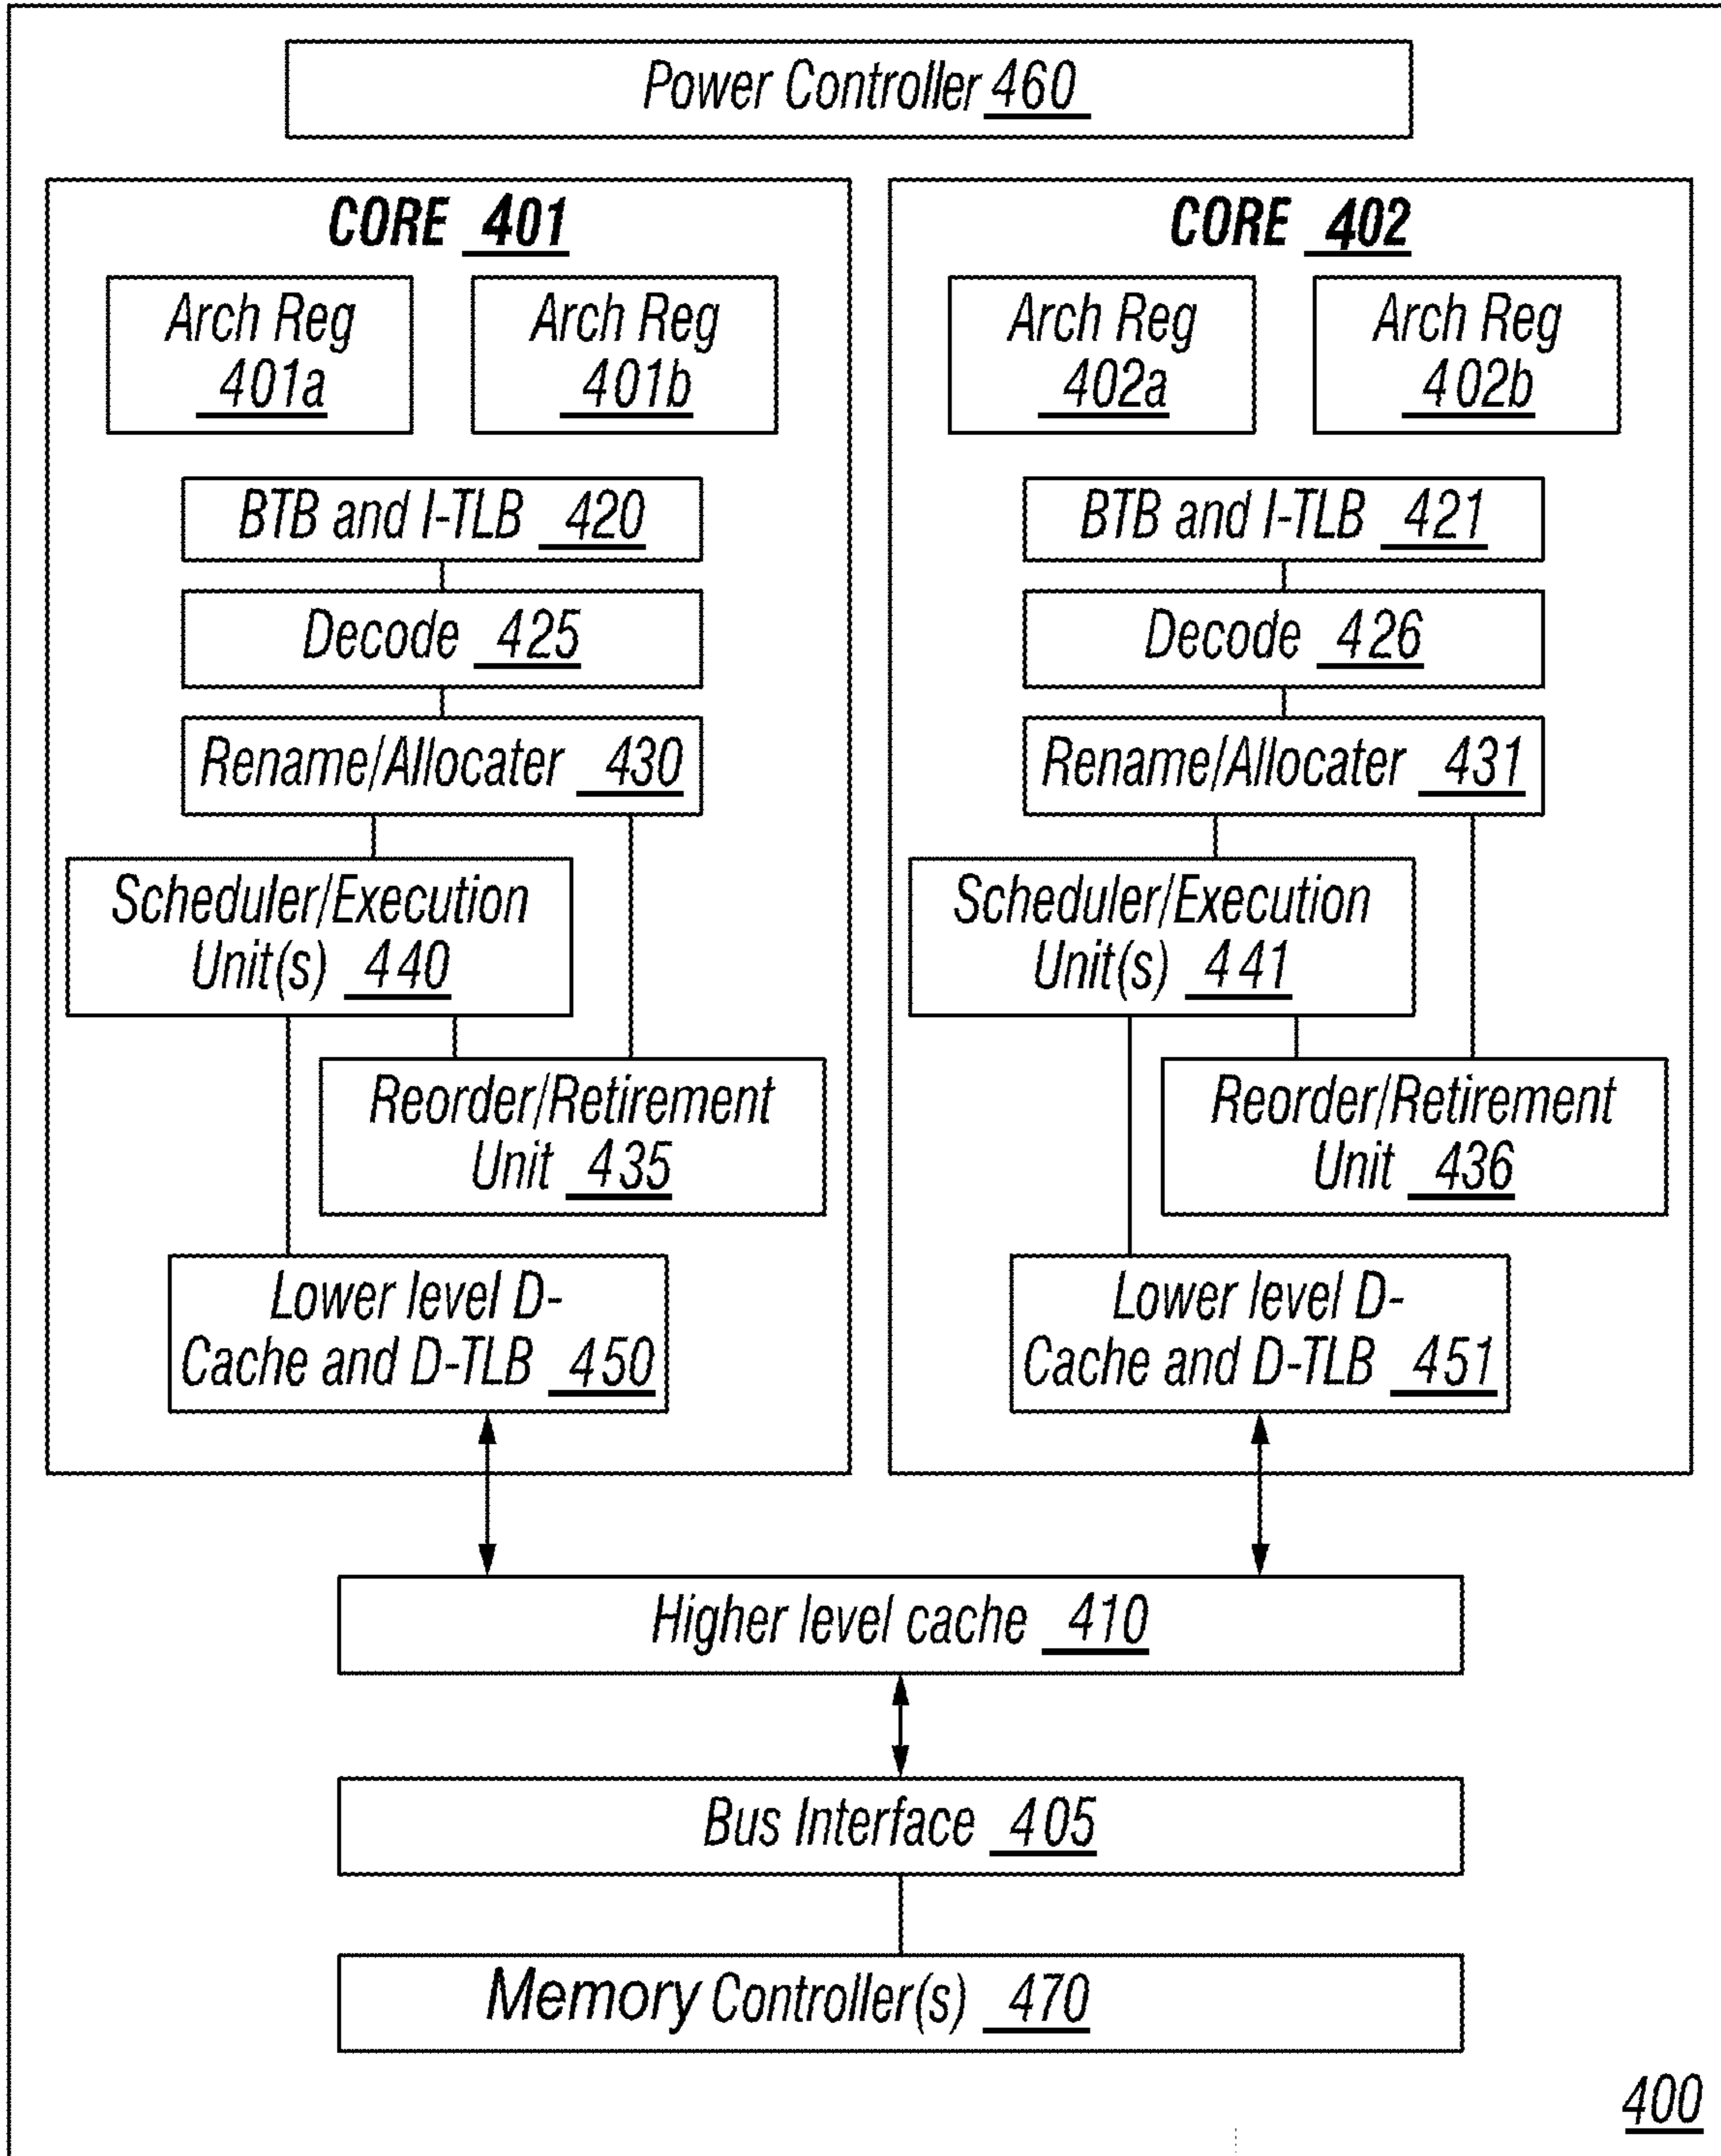 Power Controller 460
CORE 401
Arch Reg
401a
Arch Reg
401b
BTB and I-TLB 420
Decode 425
Rename/Allocater 430
Scheduler/Execution
Unit(s) 440
Reorder/Retirement
Unit 435
Lower level D-
Cache and D-TLB 450
CORE 402
Arch Reg
402a
Arch Reg
402b
BTB and I-TLB 421
Decode 426
Rename/Allocater 431
Scheduler/Execution
Unit(s) 441
Reorder/Retirement
Unit 436
Lower level D-
Cache and D-TLB 451
Higher level cache 410
Bus Interface 405
Memory Controller(s) 470
400